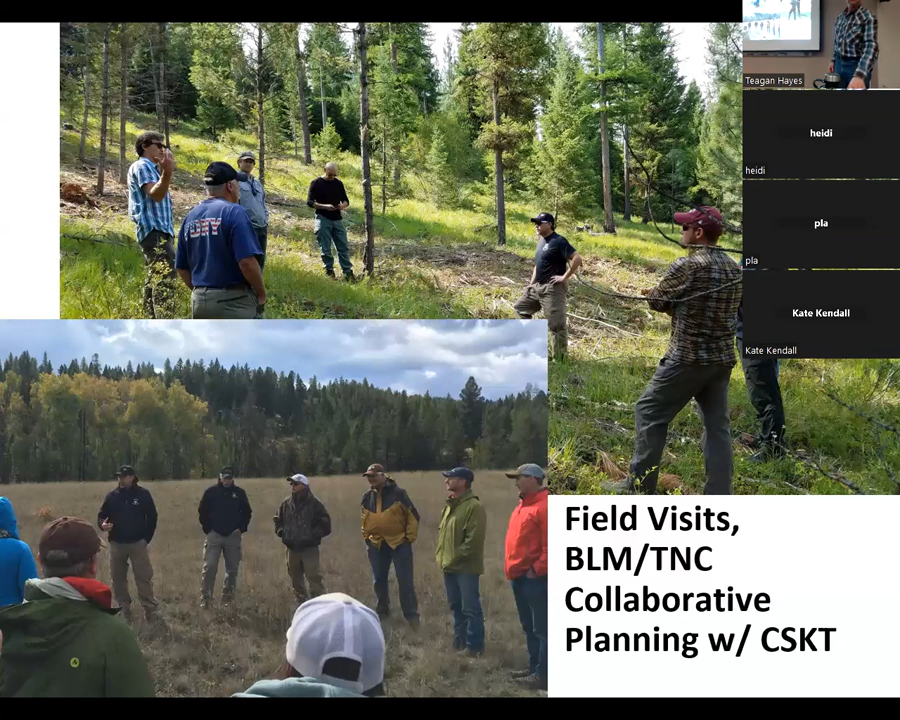 Teagan Hayes
heidi
heidi
pla
pla
Kate Kendall
Kate Kendall
Field Visits,
BLM/TNC
Collaborative
Planning w/ CSKT